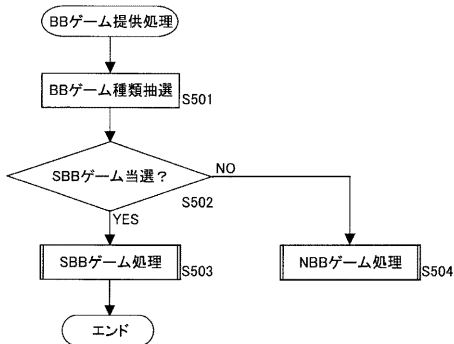 BBゲーム提供処理
BBゲーム種類抽選
S501
SBBゲーム当選？
NO
S502
YES
SBBゲーム処理
S503
NBBゲーム処理
S504
エンド